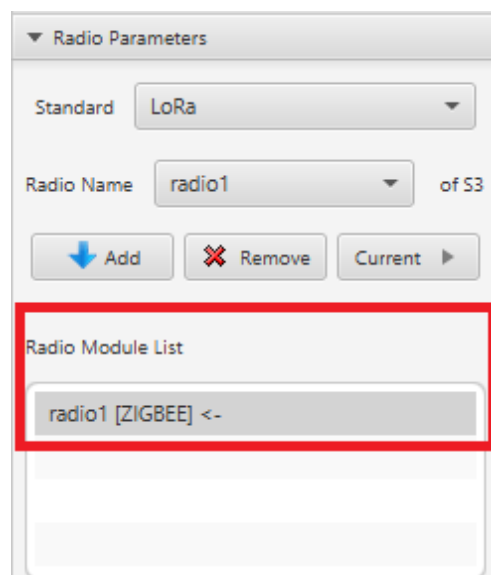 Radio Parameters
Standard LoRa
Radio Name radio1 of S3
Add Remove Current
Radio Module List
radio1 [ZIGBEE] <-